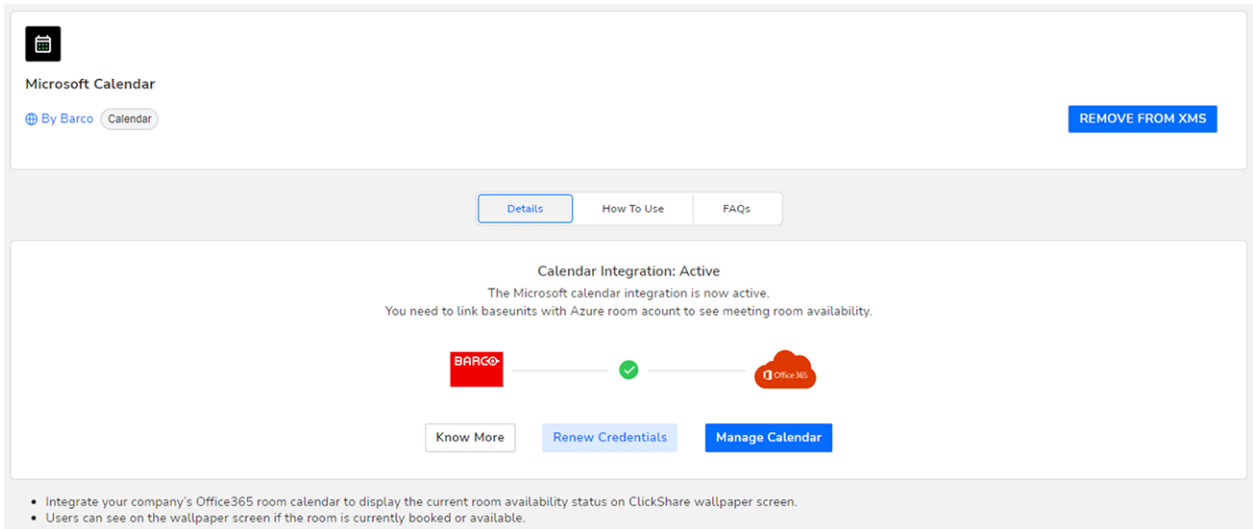 Microsoft Calendar
By Barco Calendar
REMOVE FROM XMS
Details How To Use FAQs
Calendar Integration: Active
The Microsoft calendar integration is now active.
You need to link baseunits with Azure room acount to see meeting room availability.
BARCO Office 365
Know More Renew Credentials Manage Calendar
• Integrate your company's Office365 room calendar to display the current room availability status on ClickShare wallpaper screen.
• Users can see on the wallpaper screen if the room is currently booked or available.